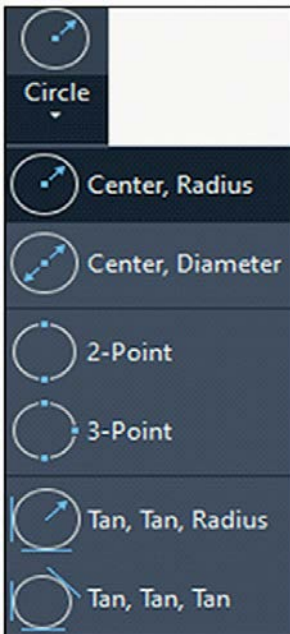 Circle
Center, Radius
Center, Diameter
2-Point
3-Point
Tan, Tan, Radius
Tan, Tan, Tan